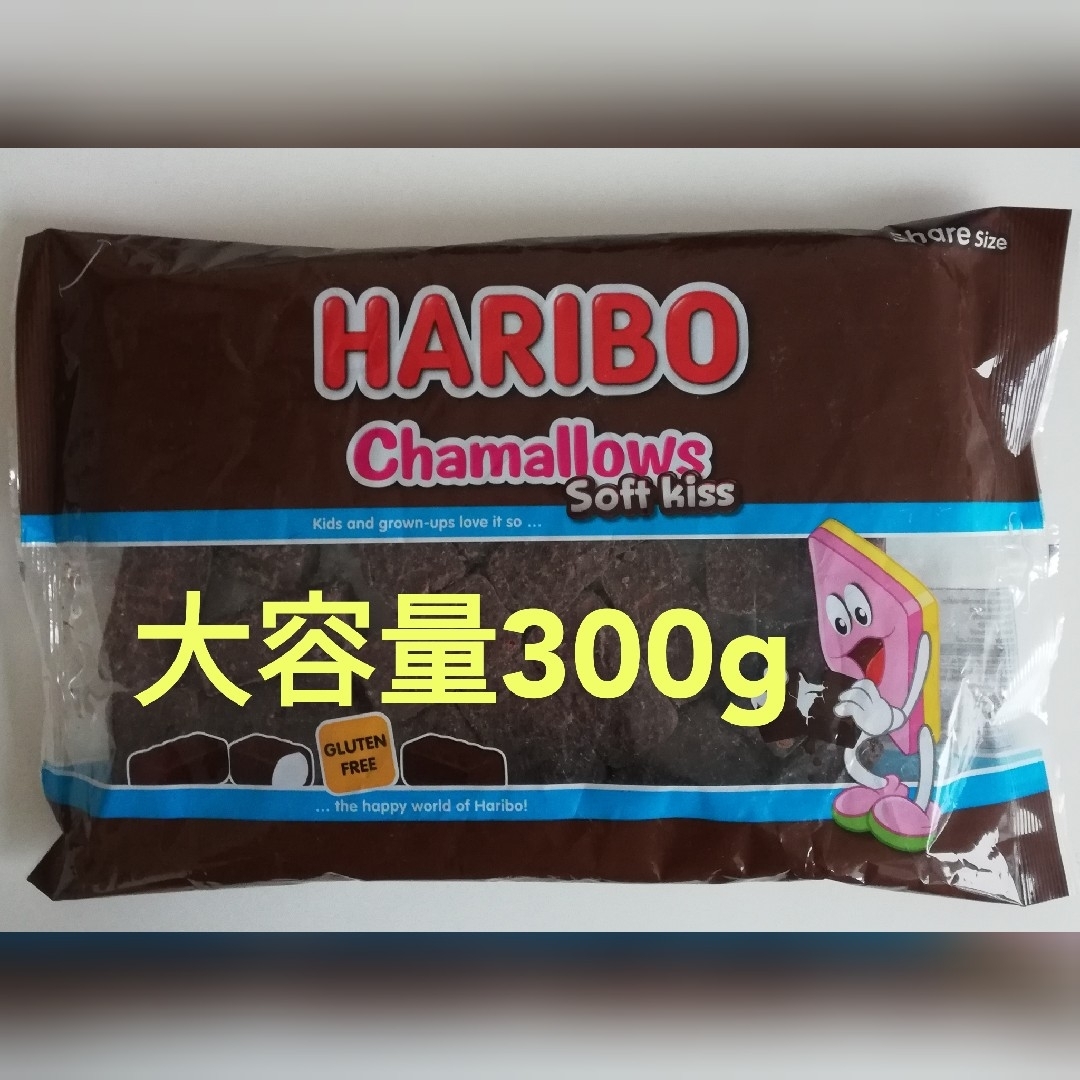 Share Size
HARIBO
Chamallows
Soft kiss
Kids and grown-ups love it so ...
大容量300g
GLUTEN
FREE
... the happy world of Haribo!